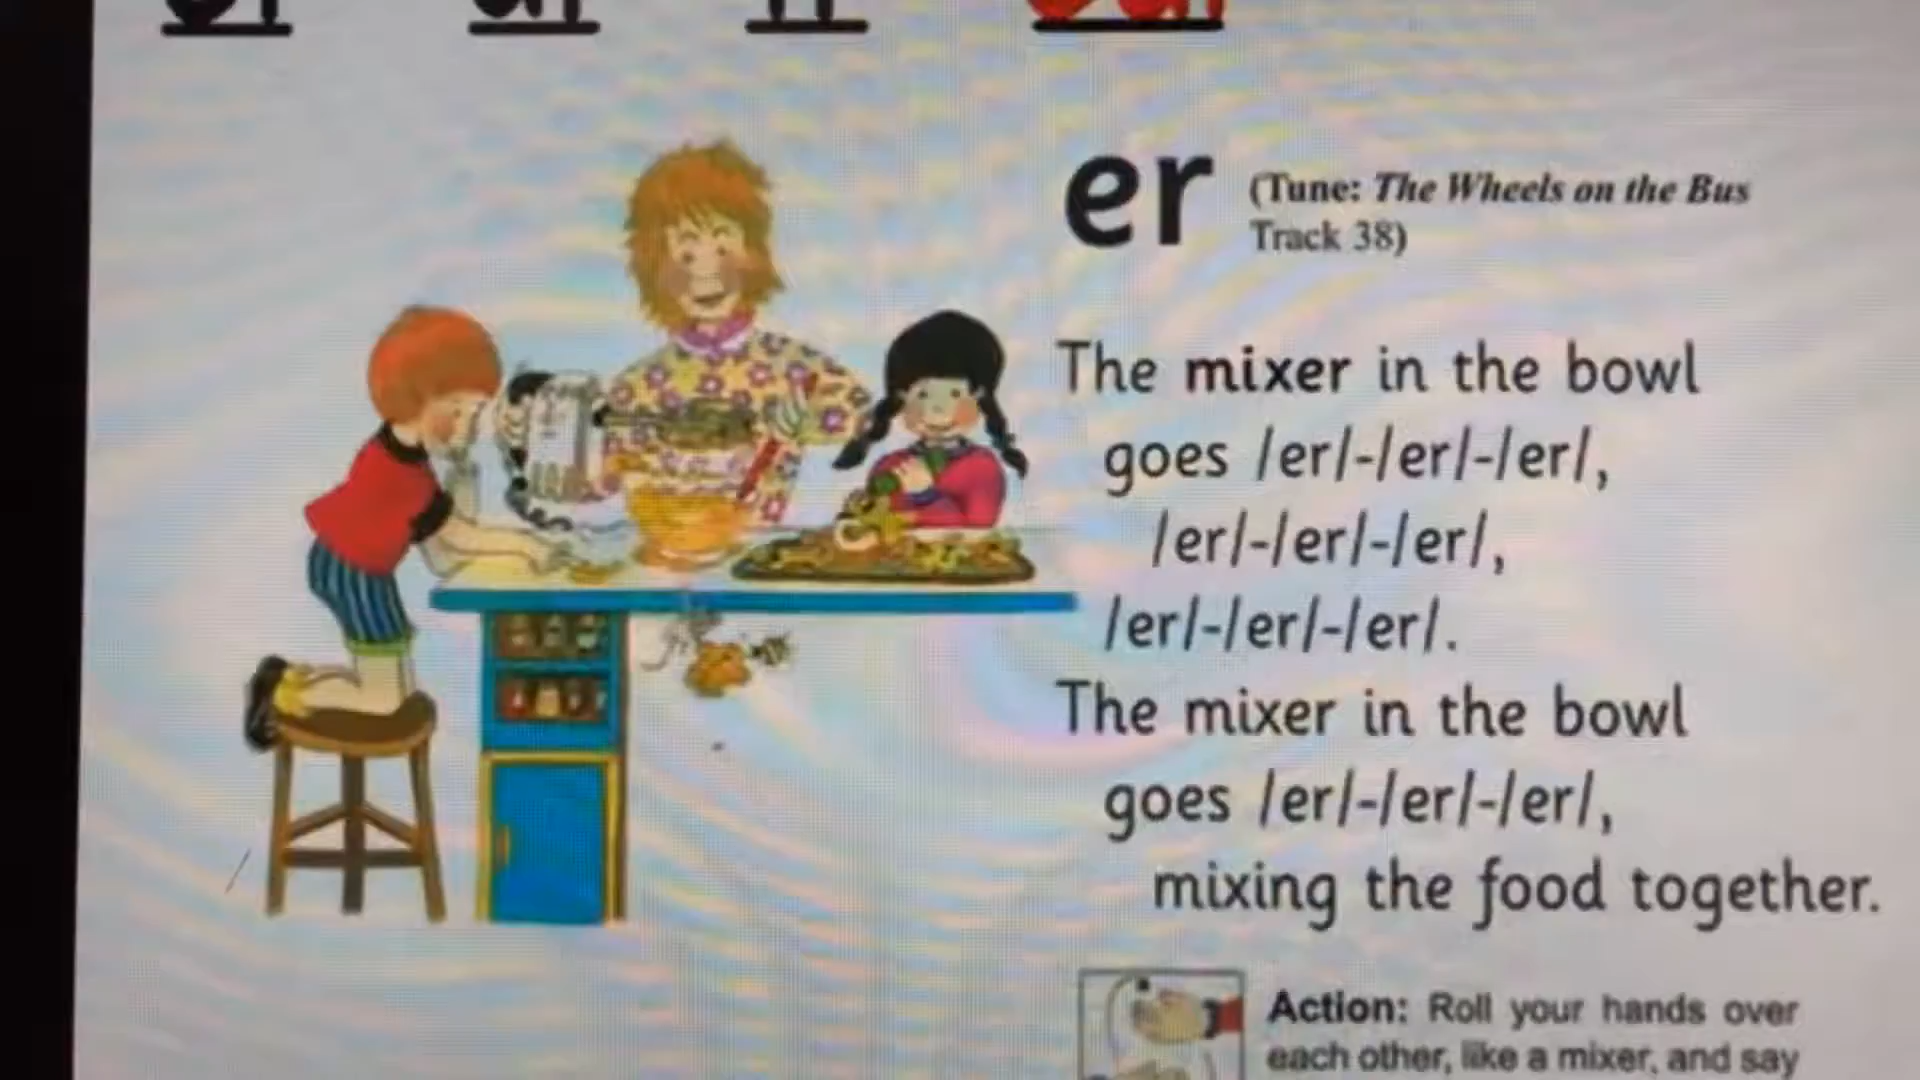 er (Tune: The Wheels on the Bus
Track 38)
The mixer in the bowl
goes /er/-/er/-/er/,
/er/-/er/-/er/,
/er/-/er/-/er/.
The mixer in the bowl
goes /er/-/er/-/er/,
mixing the food together.
Action: Roll your hands over
each other, like a mixer, and say